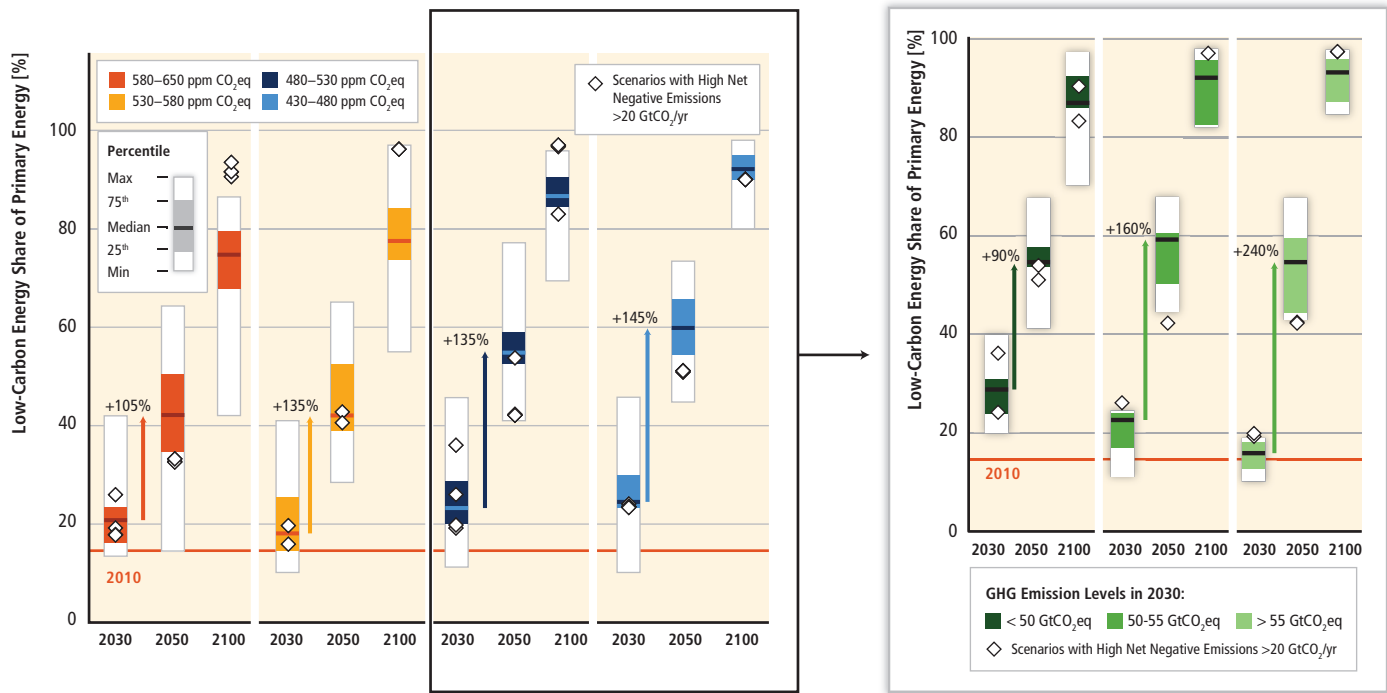 Low-Carbon Energy Share of Primary Energy [%]
100
80
60
40
20
0
580–650 ppm CO₂eq
530–580 ppm CO₂eq
480–530 ppm CO₂eq
430–480 ppm CO₂eq
Scenarios with High Net
Negative Emissions
>20 GtCO₂/yr
Percentile
Max
75th
Median
25th
Min
+105%
+135%
+135%
+145%
2010
2030 2050 2100
2030 2050 2100
2030 2050 2100
2030 2050 2100
Low-Carbon Energy Share of Primary Energy [%]
100
80
60
40
20
0
+90%
+160%
+240%
2010
2030 2050 2100
2030 2050 2100
2030 2050 2100
GHG Emission Levels in 2030:
< 50 GtCO₂eq 50-55 GtCO₂eq > 55 GtCO₂eq
Scenarios with High Net Negative Emissions >20 GtCO₂/yr